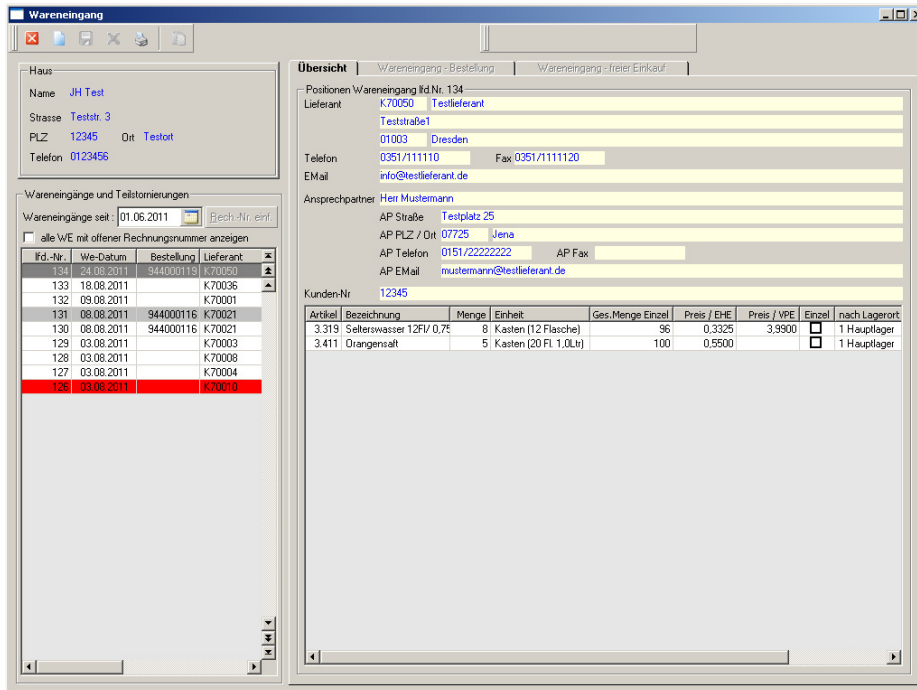 Wareneingang
Haus
Name JH Test
Strasse Teststr. 3
PLZ 12345 Ort Testort
Telefon 0123456
Wareneingänge und Teilstornierungen
Wareneingänge seit : 01.06.2011 Rech.-Nr. einf.
alle WE mit offener Rechnungsnummer anzeigen
lfd.-Nr. We-Datum Bestellung Lieferant
134 24.08.2011 944000119 K70050
133 18.08.2011 K70036
132 09.08.2011 K70001
131 08.08.2011 944000116 K70021
130 08.08.2011 944000116 K70021
129 03.08.2011 K70003
128 03.08.2011 K70008
127 03.08.2011 K70004
126 03.08.2011 K70010
Übersicht Wareneingang - Bestellung Wareneingang - freier Einkauf
Positionen Wareneingang lfd.Nr. 134
Lieferant K70050 Testlieferant
Teststraße1
01003 Dresden
Telefon 0351/111110 Fax 0351/1111120
EMail info@testlieferant.de
Ansprechpartner Herr Mustermann
AP Straße Testplatz 25
AP PLZ / Ort 07725 Jena
AP Telefon 0151/22222222 AP Fax
AP EMail mustermann@testlieferant.de
Kunden-Nr 12345
Artikel Bezeichnung Menge Einheit Ges.Menge Einzel Preis / EHE Preis / VPE Einzel nach Lagerort
3.319 Selterswasser 12Fl/ 0,75 8 Kasten (12 Flasche) 96 0,3325 3,9900 1 Hauptlager
3.411 Orangensaft 5 Kasten (20 Fl. 1,0Ltr) 100 0,5500 1 Hauptlager